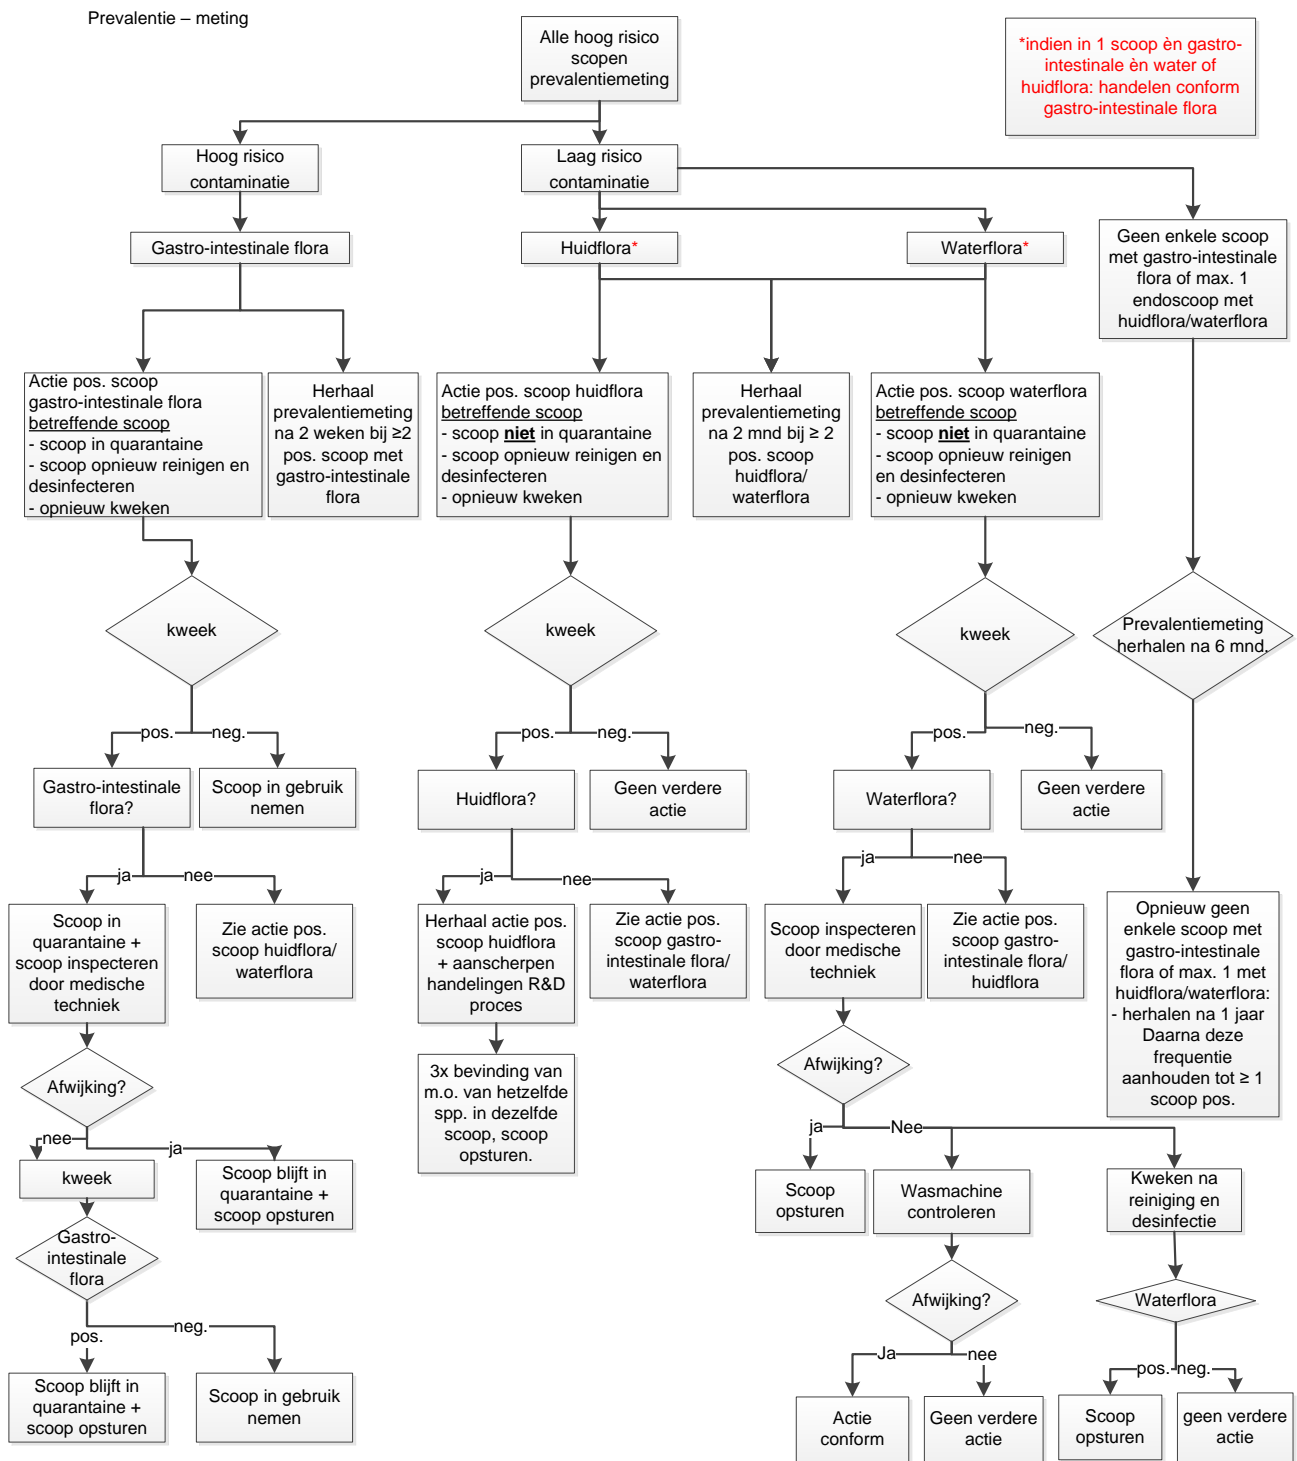 Prevalentie – meting
Alle hoog risico
scopen
prevalentiemeting
*indien in 1 scoop èn gastro-
intestinale èn water of
huidflora: handelen conform
gastro-intestinale flora
Hoog risico
contaminatie
Laag risico
contaminatie
Gastro-intestinale flora
Huidflora*
Waterflora*
Geen enkele scoop
met gastro-intestinale
flora of max. 1
endoscoop met
huidflora/waterflora
Actie pos. scoop
gastro-intestinale flora
betreffende scoop
- scoop in quarantaine
- scoop opnieuw reinigen en
desinfecteren
- opnieuw kweken
Herhaal
prevalentiemeting
na 2 weken bij ≥2
pos. scoop met
gastro-intestinale
flora
Actie pos. scoop huidflora
betreffende scoop
- scoop niet in quarantaine
- scoop opnieuw reinigen en
desinfecteren
- opnieuw kweken
Herhaal
prevalentiemeting
na 2 mnd bij ≥ 2
pos. scoop
huidflora/
waterflora
Actie pos. scoop waterflora
betreffende scoop
- scoop niet in quarantaine
- scoop opnieuw reinigen
en desinfecteren
- opnieuw kweken
kweek
kweek
kweek
Prevalentiemeting
herhalen na 6 mnd.
pos.
neg.
pos.
neg.
pos.
neg.
Gastro-intestinale
flora?
Scoop in gebruik
nemen
Huidflora?
Geen verdere
actie
Waterflora?
Geen verdere
actie
ja
nee
ja
nee
ja
nee
Scoop in
quarantaine +
scoop inspecteren
door medische
techniek
Zie actie pos.
scoop huidflora/
waterflora
Herhaal actie pos.
scoop huidflora
+ aanscherpen
handelingen R&D
proces
Zie actie pos.
scoop gastro-
intestinale flora/
waterflora
Scoop inspecteren
door medische
techniek
Zie actie pos.
scoop gastro-
intestinale flora/
huidflora
Opnieuw geen
enkele scoop met
gastro-intestinale
flora of max. 1 met
huidflora/waterflora:
- herhalen na 1 jaar
Daarna deze
frequentie
aanhouden tot ≥ 1
scoop pos.
Afwijking?
3x bevinding van
m.o. van hetzelfde
spp. in dezelfde
scoop, scoop
opsturen.
Afwijking?
nee
ja
ja
Nee
kweek
Scoop blijft in
quarantaine +
scoop opsturen
Scoop
opsturen
Wasmachine
controleren
Kweken na
reiniging en
desinfectie
Gastro-
intestinale
flora
Afwijking?
Waterflora
pos.
neg.
Ja
nee
pos.
neg.
Scoop blijft in
quarantaine +
scoop opsturen
Scoop in gebruik
nemen
Actie
conform
Geen verdere
actie
Scoop
opsturen
geen verdere
actie